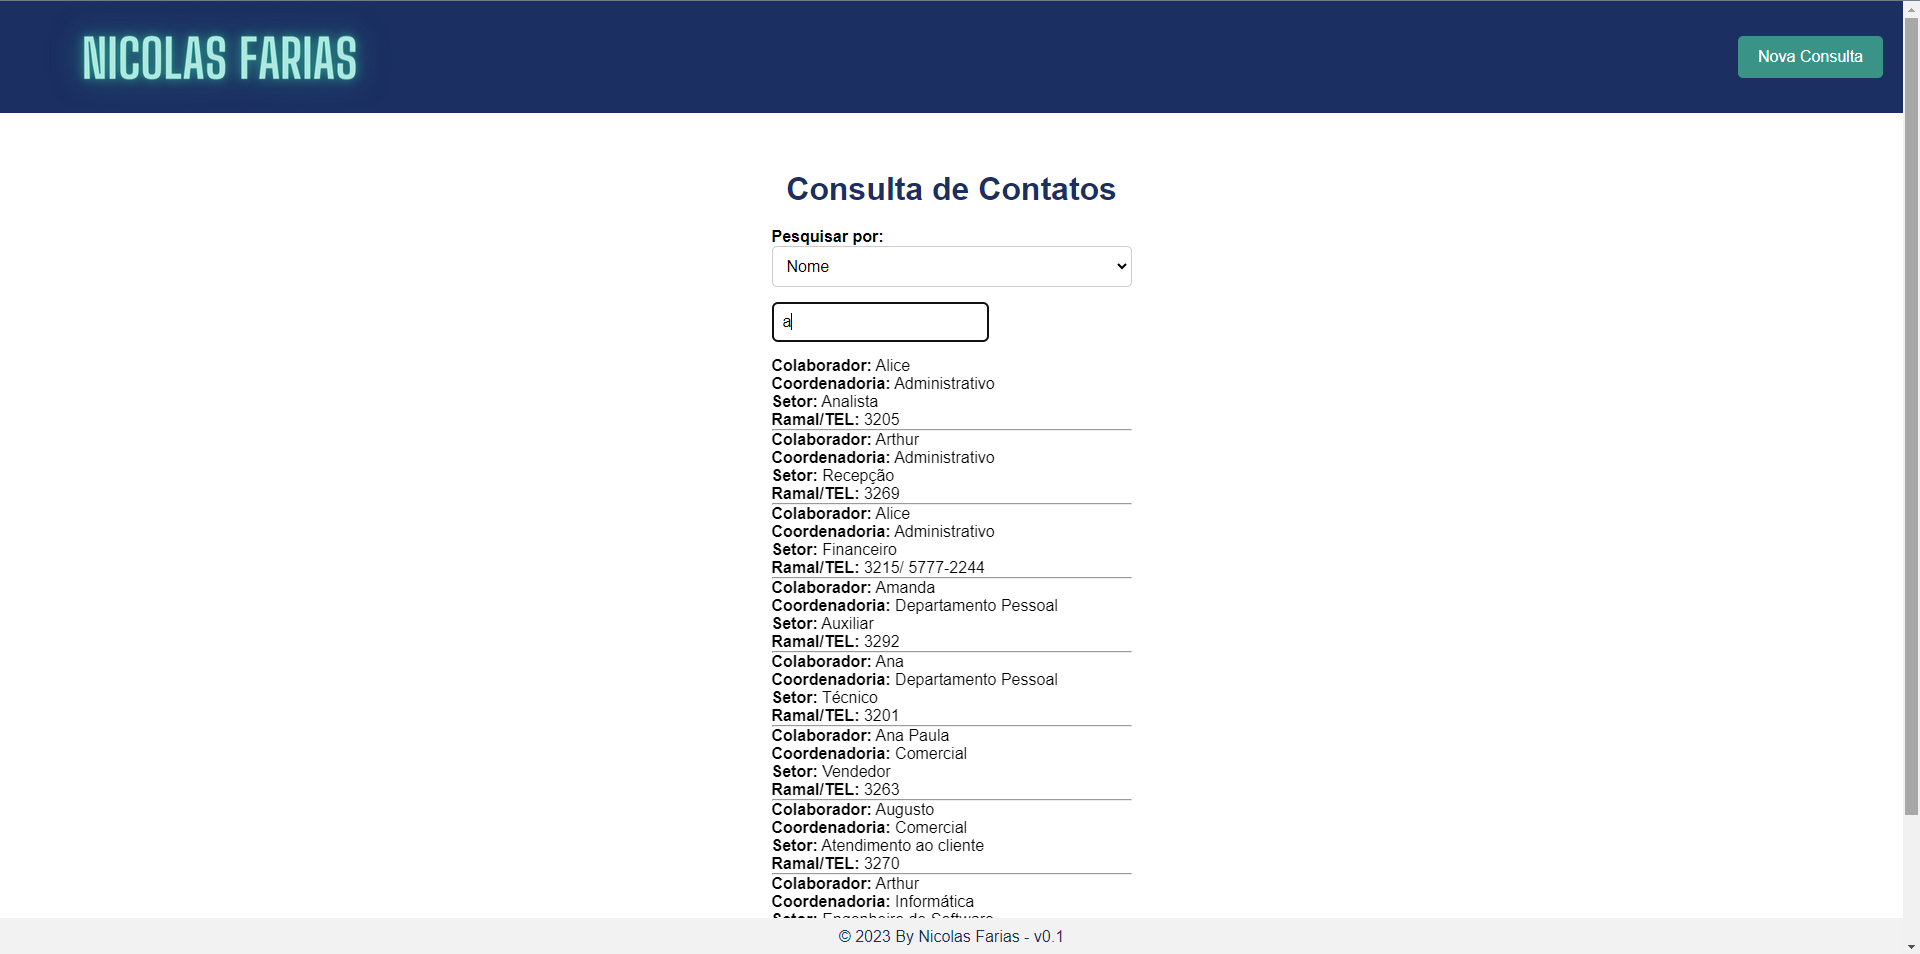 NICOLAS FARIAS
Nova Consulta
Consulta de Contatos
Pesquisar por:
Nome
a
Colaborador: Alice
Coordenadoria: Administrativo
Setor: Analista
Ramal/TEL: 3205
Colaborador: Arthur
Coordenadoria: Administrativo
Setor: Recepção
Ramal/TEL: 3269
Colaborador: Alice
Coordenadoria: Administrativo
Setor: Financeiro
Ramal/TEL: 3215/ 5777-2244
Colaborador: Amanda
Coordenadoria: Departamento Pessoal
Setor: Auxiliar
Ramal/TEL: 3292
Colaborador: Ana
Coordenadoria: Departamento Pessoal
Setor: Técnico
Ramal/TEL: 3201
Colaborador: Ana Paula
Coordenadoria: Comercial
Setor: Vendedor
Ramal/TEL: 3263
Colaborador: Augusto
Coordenadoria: Comercial
Setor: Atendimento ao cliente
Ramal/TEL: 3270
Colaborador: Arthur
Coordenadoria: Informática
© 2023 By Nicolas Farias - v0.1